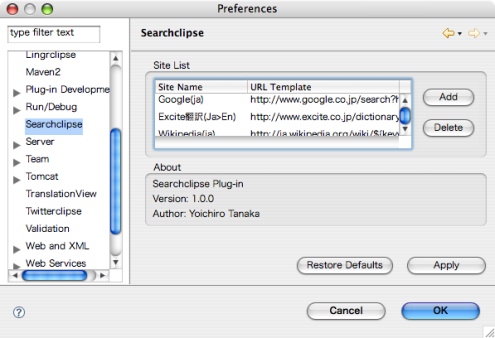 Preferences
type filter text
Searchclipse
Lingrclipse
Maven2
Plug-in Developme
Run/Debug
Searchclipse
Server
Team
Tomcat
TranslationView
Twitterclipse
Validation
Web and XML
Web Services
Site List
Site Name URL Template
Google(ja) http://www.google.co.jp/search?h
Excite翻訳(Ja>En) http://www.excite.co.jp/dictionary
Wikipedia(ja) http://ja.wikipedia.org/wiki/${key
Add
Delete
About
Searchclipse Plug-in
Version: 1.0.0
Author: Yoichiro Tanaka
Restore Defaults Apply
? Cancel OK